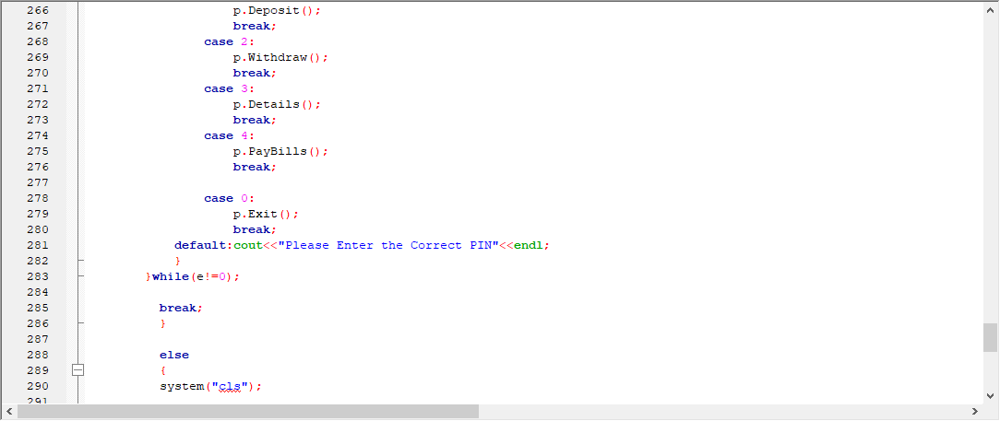 266 p.Deposit();
267 break;
268 case 2:
269 p.Withdraw();
270 break;
271 case 3:
272 p.Details();
273 break;
274 case 4:
275 p.PayBills();
276 break;
277
278 case 0:
279 p.Exit();
280 break;
281 default:cout<<"Please Enter the Correct PIN"<<endl;
282 }
283 }while(e!=0);
284
285 break;
286 }
287
288 else
289 {
290 system("cls");
291